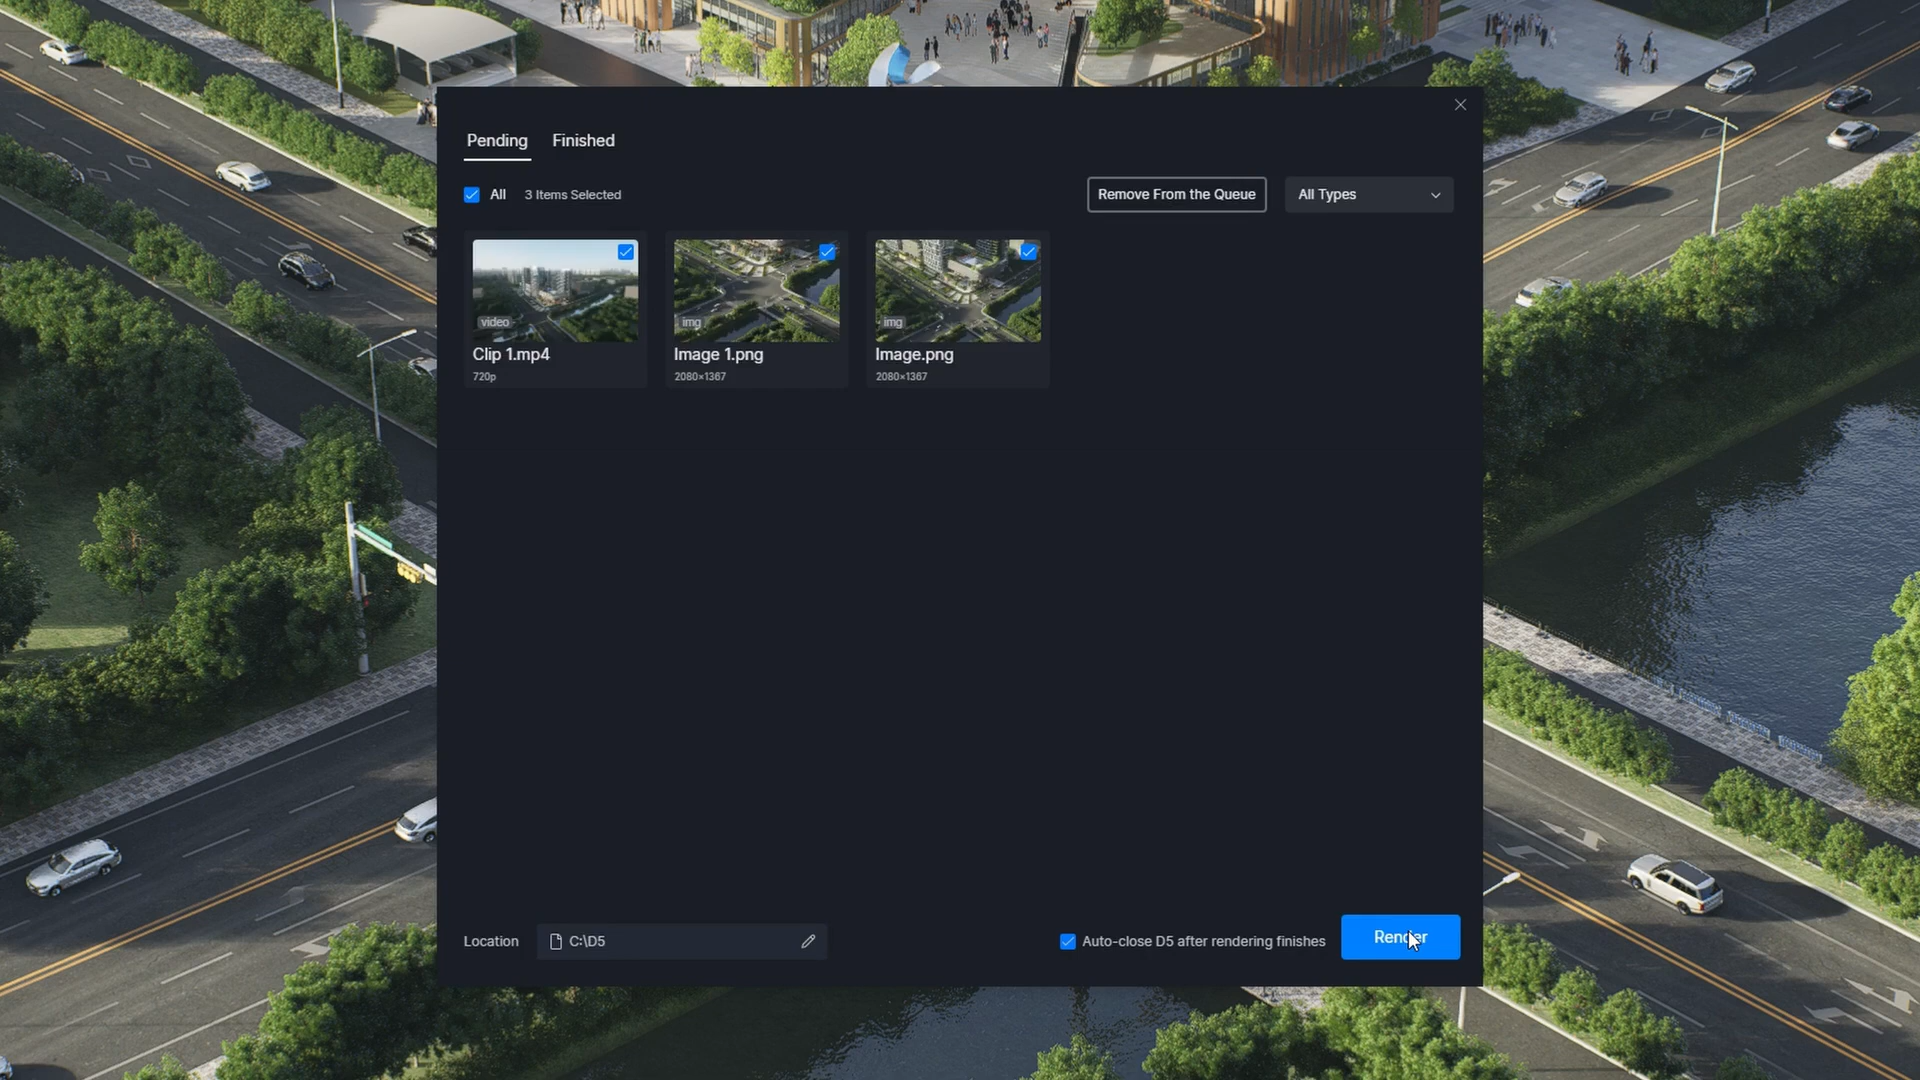 Pending Finished
All 3 Items Selected Remove From the Queue All Types
video img img
Clip 1.mp4 Image 1.png Image.png
720p 2080×1367 2080×1367
Location C:\D5 Auto-close D5 after rendering finishes Render